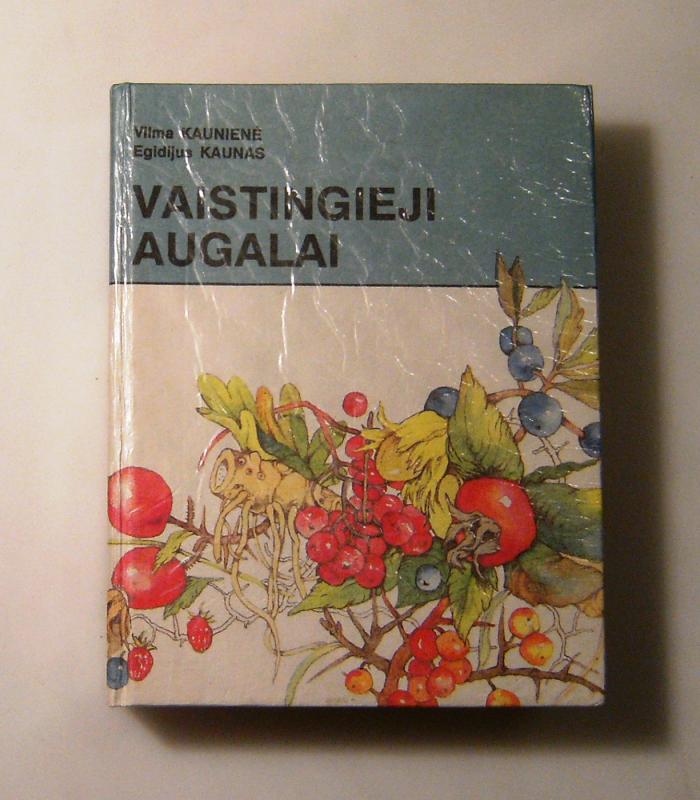 Vilma KAUNIENĖ
Egidijus KAUNAS
VAISTINGIEJI
AUGALAI